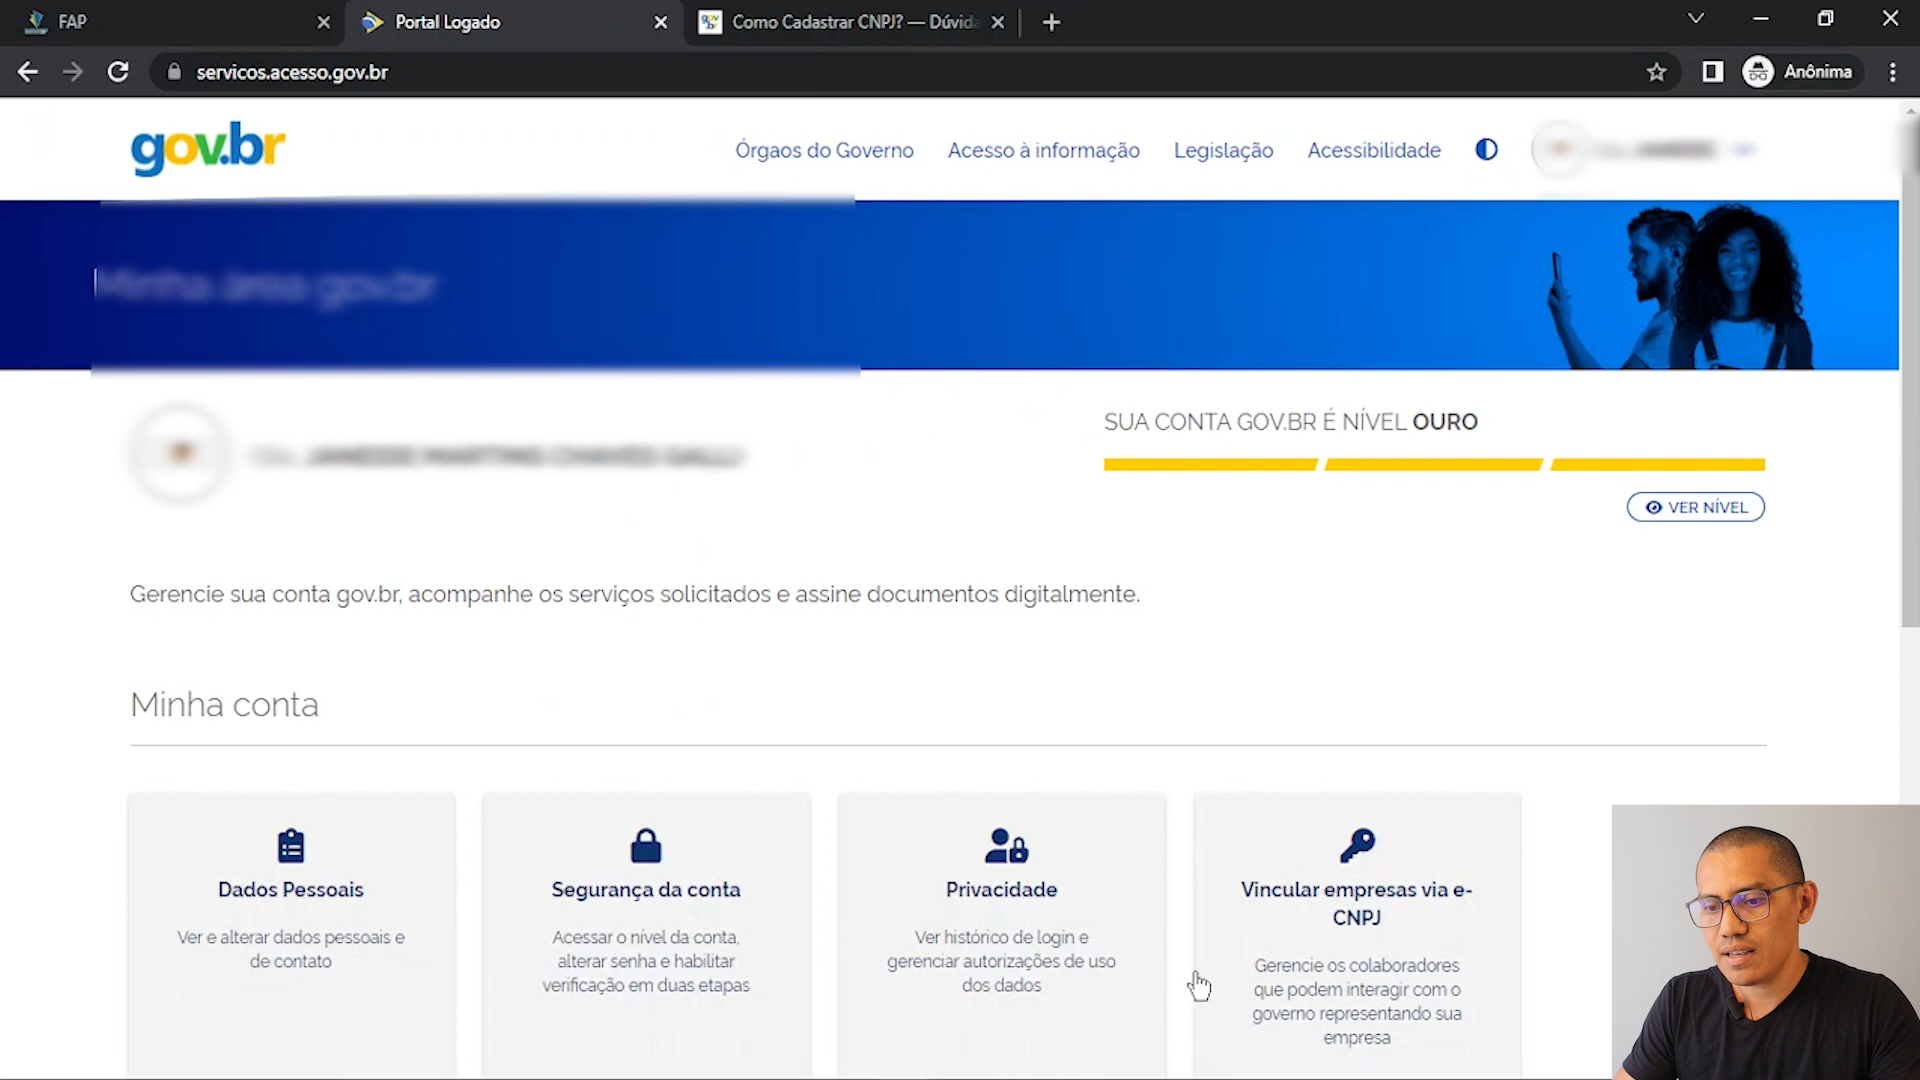 FAP
Portal Logado
Como Cadastrar CNPJ? — Dúvid
servicos.acesso.gov.br
Anônima
gov.br
Órgaos do Governo
Acesso à informação
Legislação
Acessibilidade
Minha área gov.br
SUA CONTA GOV.BR É NÍVEL OURO
VER NÍVEL
Gerencie sua conta gov.br, acompanhe os serviços solicitados e assine documentos digitalmente.
Minha conta
Dados Pessoais
Ver e alterar dados pessoais e
de contato
Segurança da conta
Acessar o nível da conta,
alterar senha e habilitar
verificação em duas etapas
Privacidade
Ver histórico de login e
gerenciar autorizações de uso
dos dados
Vincular empresas via e-
CNPJ
Gerencie os colaboradores
que podem interagir com o
governo representando sua
empresa